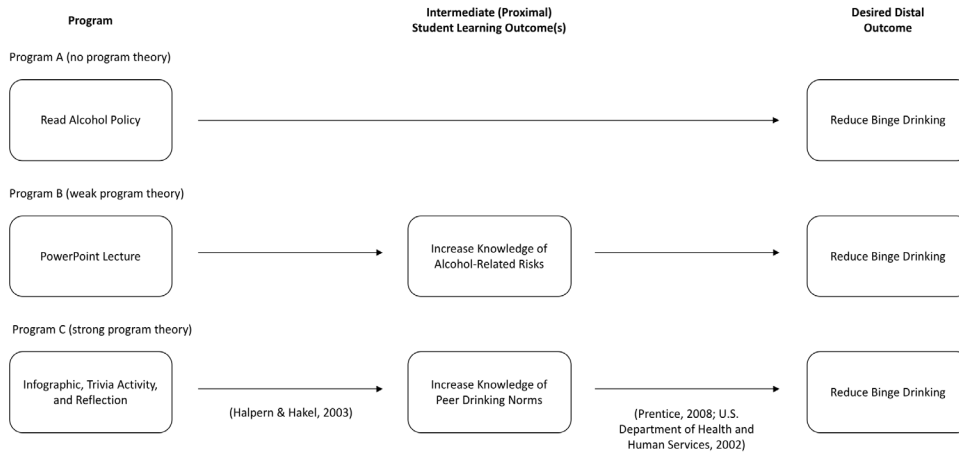 Program
Intermediate (Proximal)
Student Learning Outcome(s)
Desired Distal
Outcome
Program A (no program theory)
Read Alcohol Policy
Reduce Binge Drinking
Program B (weak program theory)
PowerPoint Lecture
Increase Knowledge of
Alcohol-Related Risks
Reduce Binge Drinking
Program C (strong program theory)
Infographic, Trivia Activity,
and Reflection
(Halpern & Hakel, 2003)
Increase Knowledge of
Peer Drinking Norms
(Prentice, 2008; U.S.
Department of Health and
Human Services, 2002)
Reduce Binge Drinking